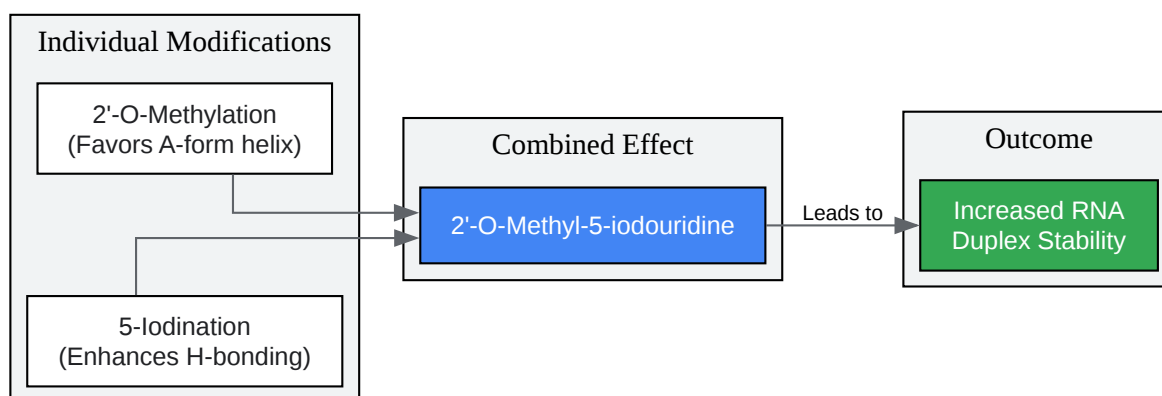 Individual Modifications
2'-O-Methylation
(Favors A-form helix)
5-Iodination
(Enhances H-bonding)
Combined Effect
2'-O-Methyl-5-iodouridine
Leads to
Outcome
Increased RNA
Duplex Stability